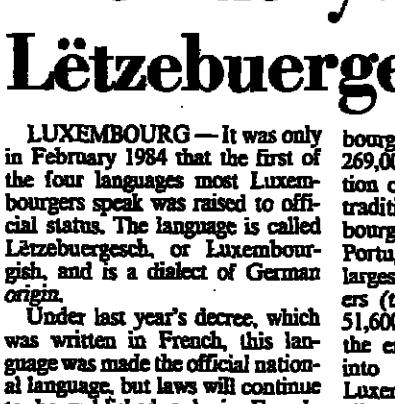 Lëtzebuerge
LUXEMBOURG — It was only
in February 1984 that the first of
the four languages most Luxem-
bourgers speak was raised to offi-
cial status. The language is called
Lëtzebuergesch, or Luxembour-
gish, and is a dialect of German
origin.
Under last year's decree, which
was written in French, this lan-
guage was made the official nation-
al language, but laws will continue
bourg
269,00
tion o
traditi
bourg
Portu
larges
ers (t
51,600
the e
into
Luxer